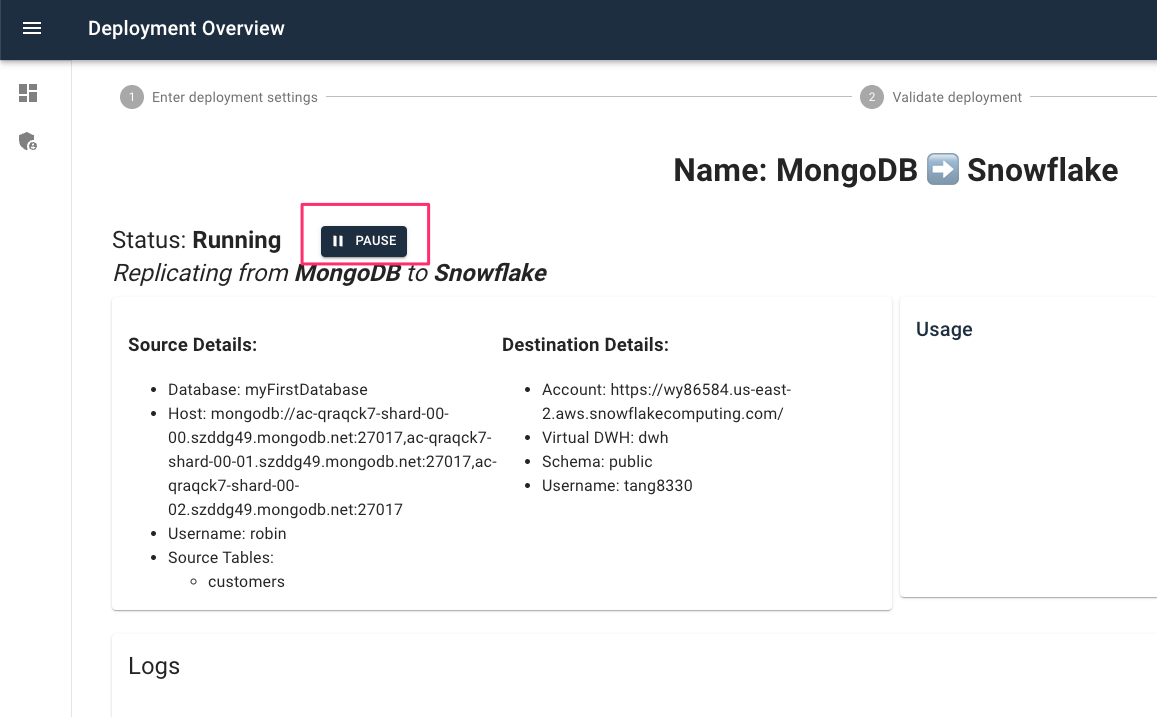 Deployment Overview
1 Enter deployment settings
2 Validate deployment
Name: MongoDB ➡️ Snowflake
Status: Running
PAUSE
Replicating from MongoDB to Snowflake
Source Details:
Database: myFirstDatabase
Host: mongodb://ac-qraqck7-shard-00-
00.szddg49.mongodb.net:27017,ac-qraqck7-
shard-00-01.szddg49.mongodb.net:27017,ac-
qraqck7-shard-00-
02.szddg49.mongodb.net:27017
Username: robin
Source Tables:
customers
Destination Details:
Account: https://wy86584.us-east-
2.aws.snowflakecomputing.com/
Virtual DWH: dwh
Schema: public
Username: tang8330
Usage
Logs